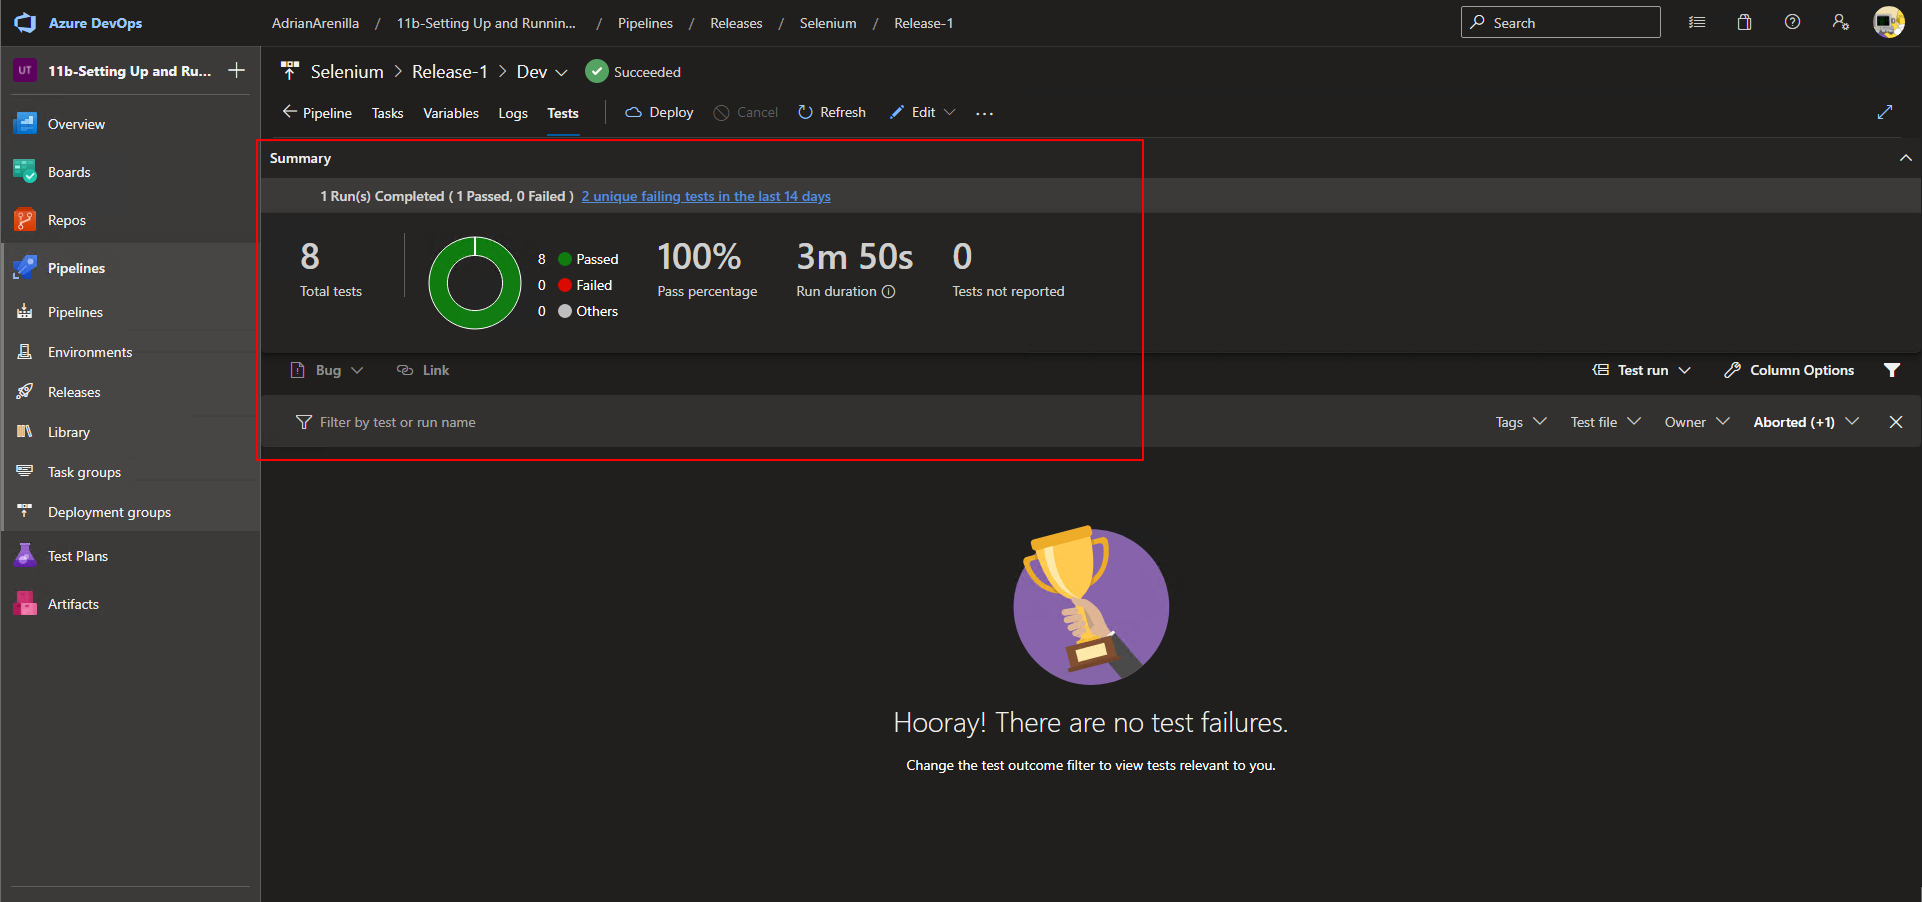 Azure DevOps
AdrianArenilla / 11b-Setting Up and Runnin... / Pipelines / Releases / Selenium / Release-1
Search
UT 11b-Setting Up and Ru...
Selenium > Release-1 > Dev Succeeded
Pipeline Tasks Variables Logs Tests Deploy Cancel Refresh Edit ...
Overview
Boards
Repos
Pipelines
Pipelines
Environments
Releases
Library
Task groups
Deployment groups
Test Plans
Artifacts
Summary
1 Run(s) Completed ( 1 Passed, 0 Failed ) 2 unique failing tests in the last 14 days
8
Total tests
8 Passed
0 Failed
0 Others
100%
Pass percentage
3m 50s
Run duration
0
Tests not reported
Bug Link
Test run Column Options
Filter by test or run name
Tags Test file Owner Aborted (+1)
Hooray! There are no test failures.
Change the test outcome filter to view tests relevant to you.